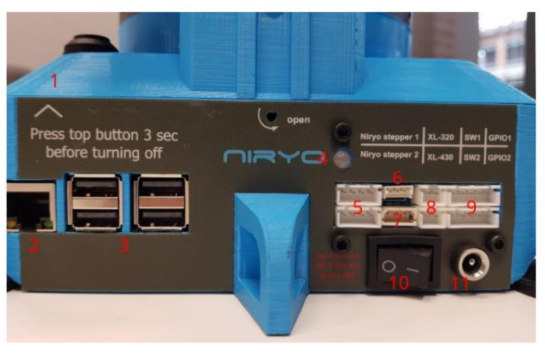 1
Press top button 3 sec
before turning off
open
NIRYO
4
Niryo stepper 1 XL-320 SW1 GPIO1
Niryo stepper 2 XL-430 SW2 GPIO2
6
5 8 9
7
2 3
10 11